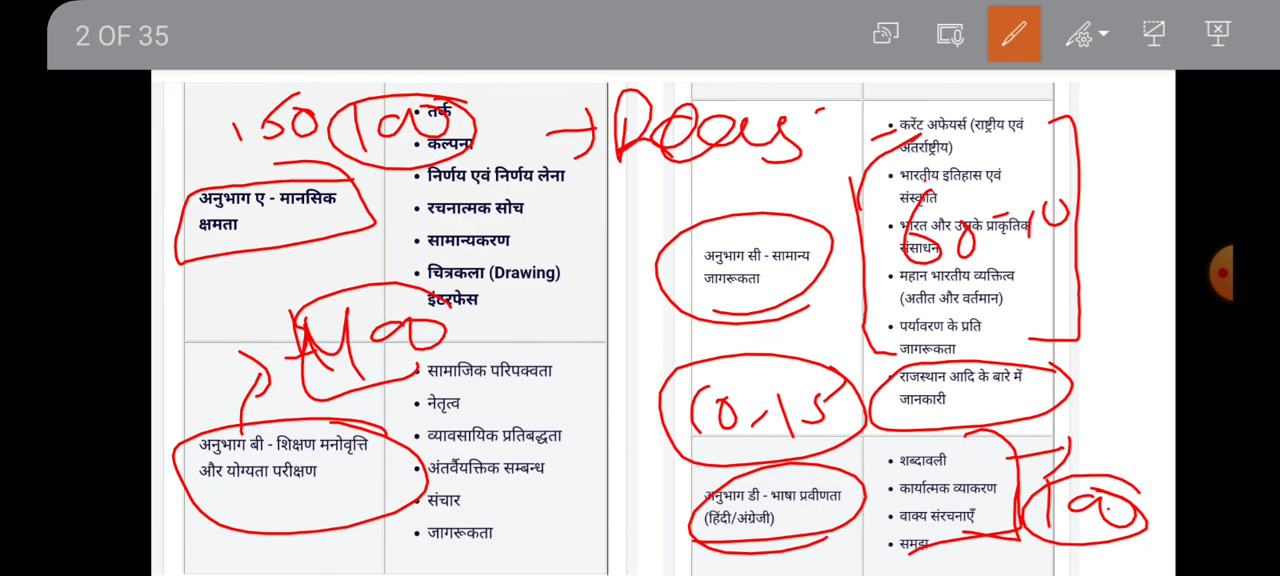 2 OF 35
50 100
अनुभाग ए - मानसिक
क्षमता
• तर्क
• कल्पना
• निर्णय एवं निर्णय लेना
• रचनात्मक सोच
• सामान्यकरण
• चित्रकला (Drawing)
इंटरफेस
अनुभाग बी - शिक्षण मनोवृत्ति
और योग्यता परीक्षण
• सामाजिक परिपक्वता
• नेतृत्व
• व्यावसायिक प्रतिबद्धता
• अंतर्वैयक्तिक सम्बन्ध
• संचार
• जागरूकता
अनुभाग सी - सामान्य
जागरूकता
• करेंट अफेयर्स (राष्ट्रीय एवं
अंतर्राष्ट्रीय)
• भारतीय इतिहास एवं
संस्कृति
• भारत और उसके प्राकृतिक
संसाधन
• महान भारतीय व्यक्तित्व
(अतीत और वर्तमान)
• पर्यावरण के प्रति
जागरूकता
• राजस्थान आदि के बारे में
जानकारी
10-15
अनुभाग डी - भाषा प्रवीणता
(हिंदी/अंग्रेजी)
• शब्दावली
• कार्यात्मक व्याकरण
• वाक्य संरचनाएँ
• समझ
100